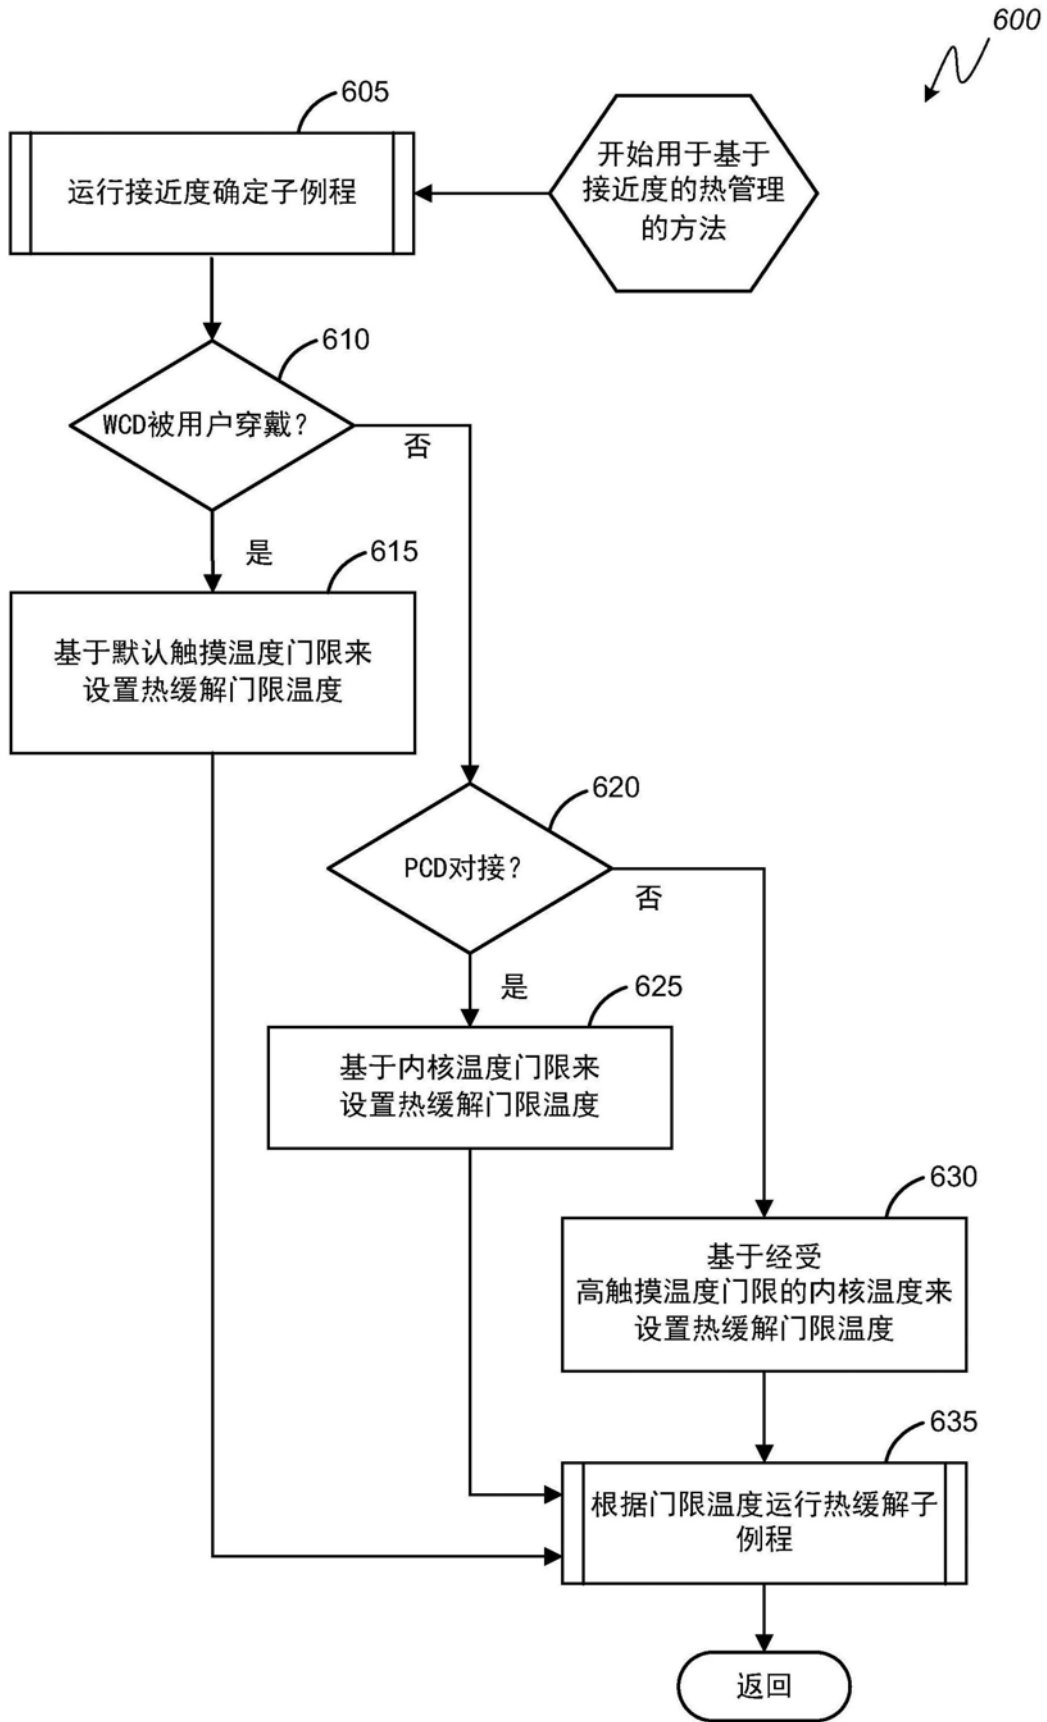 600
605
开始用于基于
接近度的热管理
的方法
运行接近度确定子例程
610
WCD被用户穿戴?
否
是
615
基于默认触摸温度门限来
设置热缓解门限温度
620
PCD对接?
否
是
625
基于内核温度门限来
设置热缓解门限温度
630
基于经受
高触摸温度门限的内核温度来
设置热缓解门限温度
635
根据门限温度运行热缓解子
例程
返回